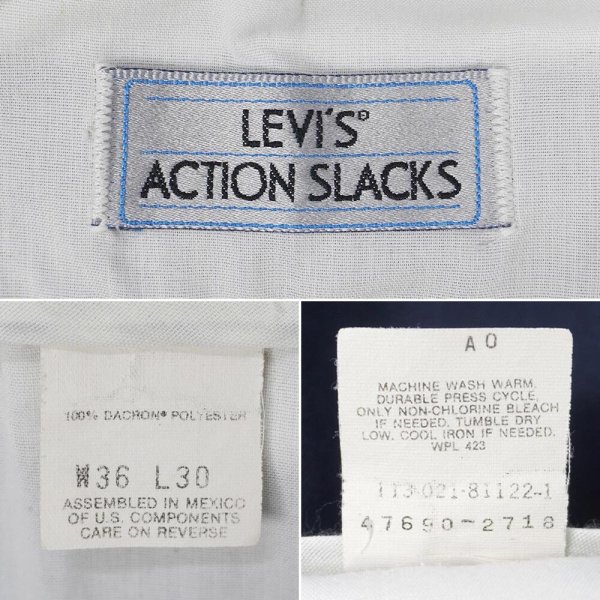 LEVI'S®
ACTION SLACKS
100% DACRON® POLYESTER
W36 L30
ASSEMBLED IN MEXICO
OF U.S. COMPONENTS
CARE ON REVERSE
A0
MACHINE WASH WARM.
DURABLE PRESS CYCLE,
ONLY NON-CHLORINE BLEACH
IF NEEDED. TUMBLE DRY
LOW. COOL IRON IF NEEDED.
WPL 423
113-021-81122-1
47690-2718